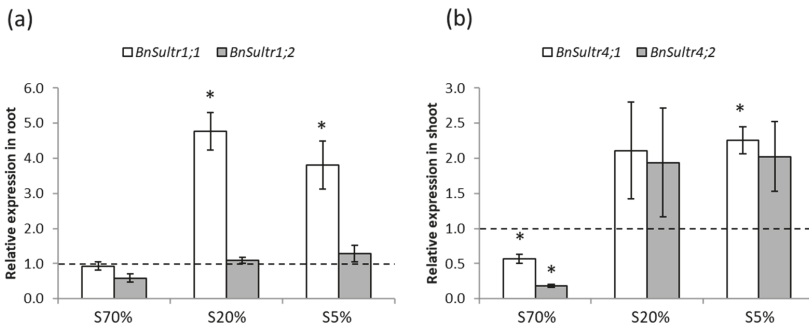 (a)
BnSultr1;1 BnSultr1;2
Relative expression in root
6.0
5.0
4.0
3.0
2.0
1.0
0.0
*
*
S70% S20% S5%
(b)
BnSultr4;1 BnSultr4;2
Relative expression in shoot
3.0
2.5
2.0
1.5
1.0
0.5
0.0
*
*
*
S70% S20% S5%